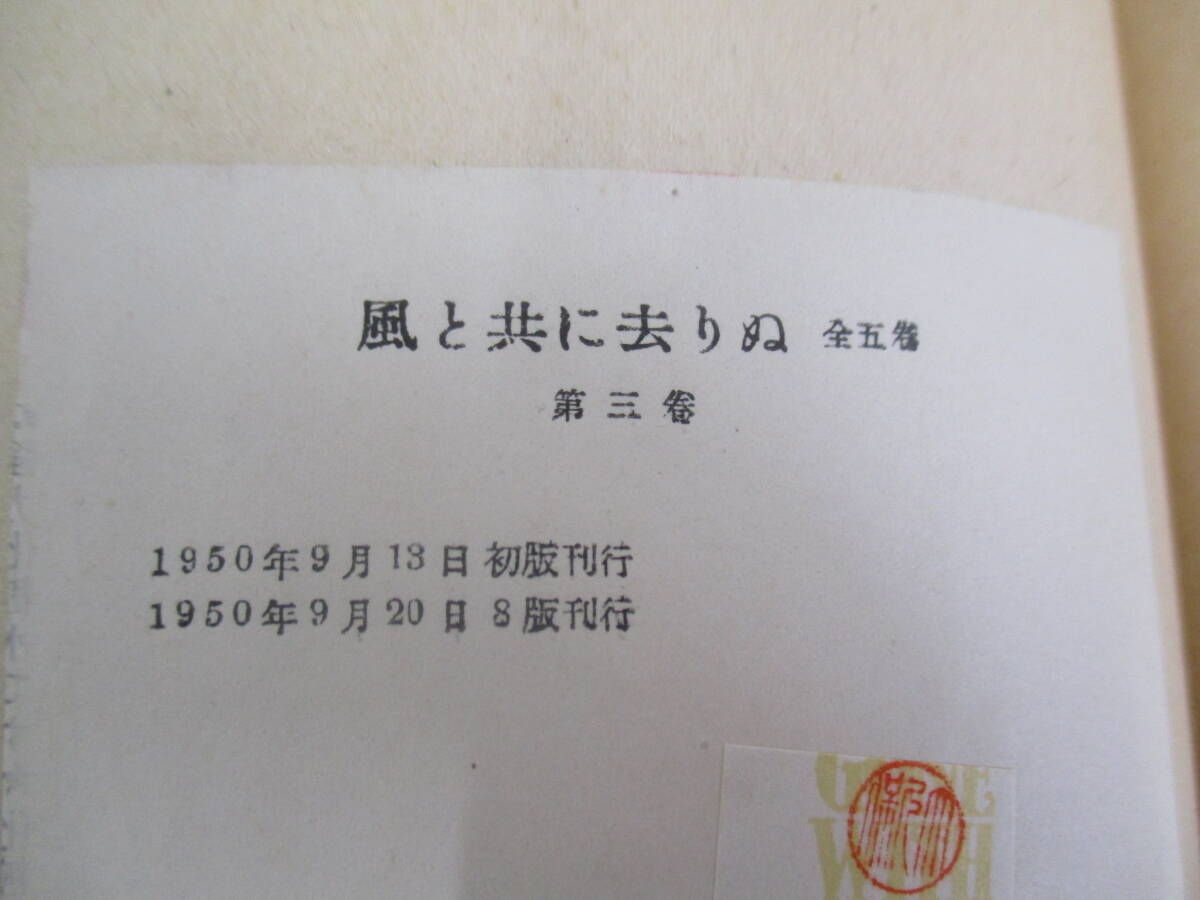 風と共に去りぬ 全五巻
第三巻
1950年9月13日 初版刊行
1950年9月20日 8版刊行
GONE
WITH